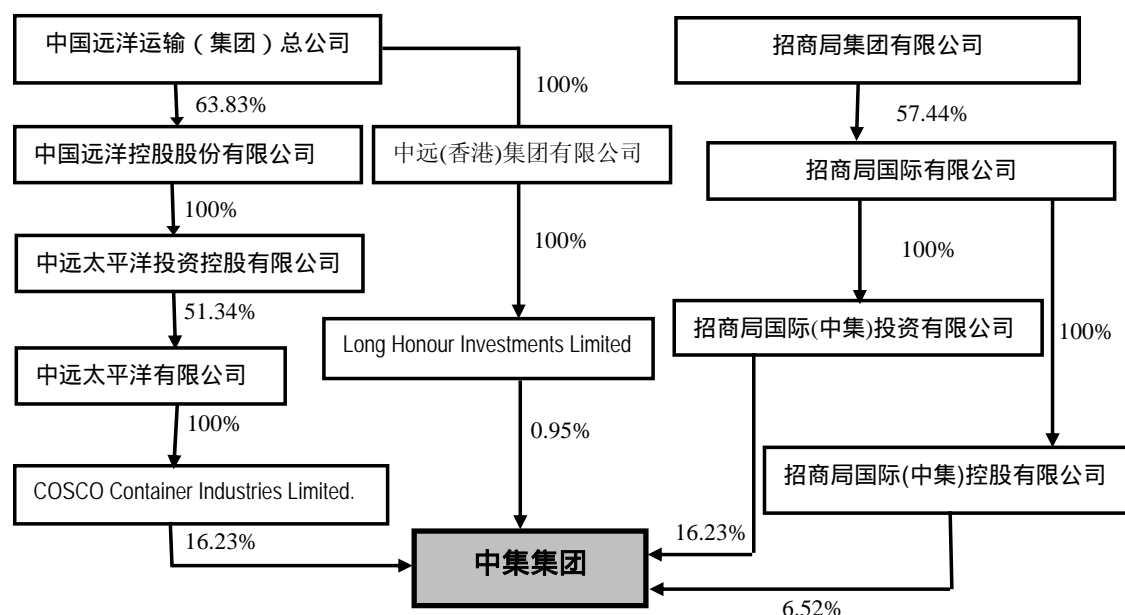 中国远洋运输（集团）总公司
招商局集团有限公司
100%
63.83%
57.44%
中国远洋控股股份有限公司
中远(香港)集团有限公司
招商局国际有限公司
100%
100%
100%
中远太平洋投资控股有限公司
51.34%
招商局国际(中集)投资有限公司
100%
Long Honour Investments Limited
中远太平洋有限公司
100%
0.95%
招商局国际(中集)控股有限公司
COSCO Container Industries Limited.
16.23%
中集集团
16.23%
6.52%